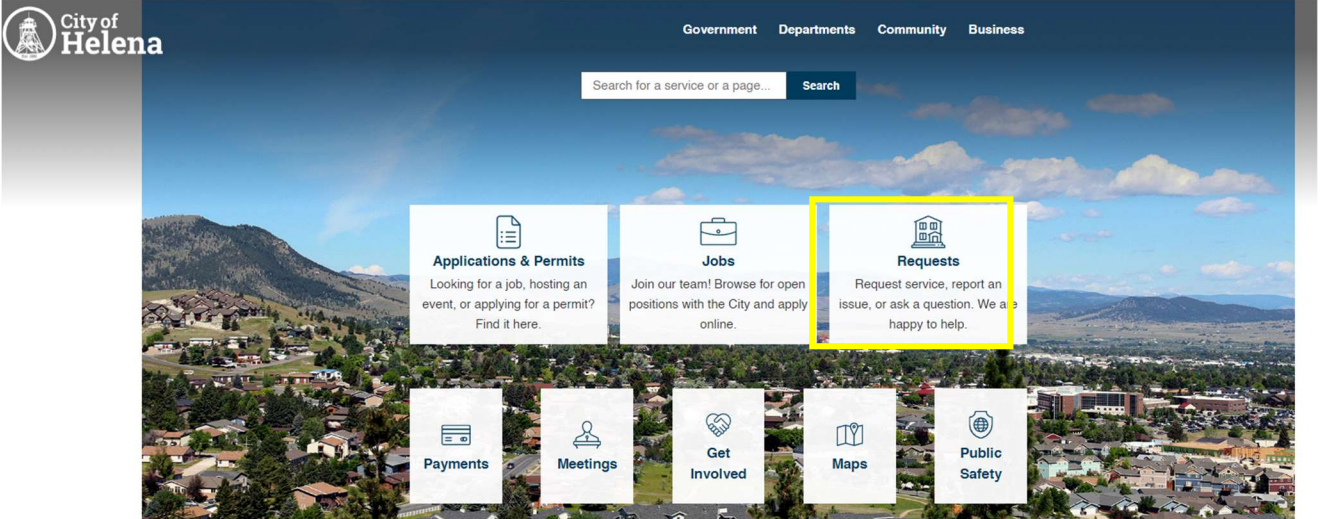 City of
Helena
Government Departments Community Business
Search for a service or a page... Search
Applications & Permits
Looking for a job, hosting an
event, or applying for a permit?
Find it here.
Jobs
Join our team! Browse for open
positions with the City and apply
online.
Requests
Request service, report an
issue, or ask a question. We are
happy to help.
Payments
Meetings
Get
Involved
Maps
Public
Safety